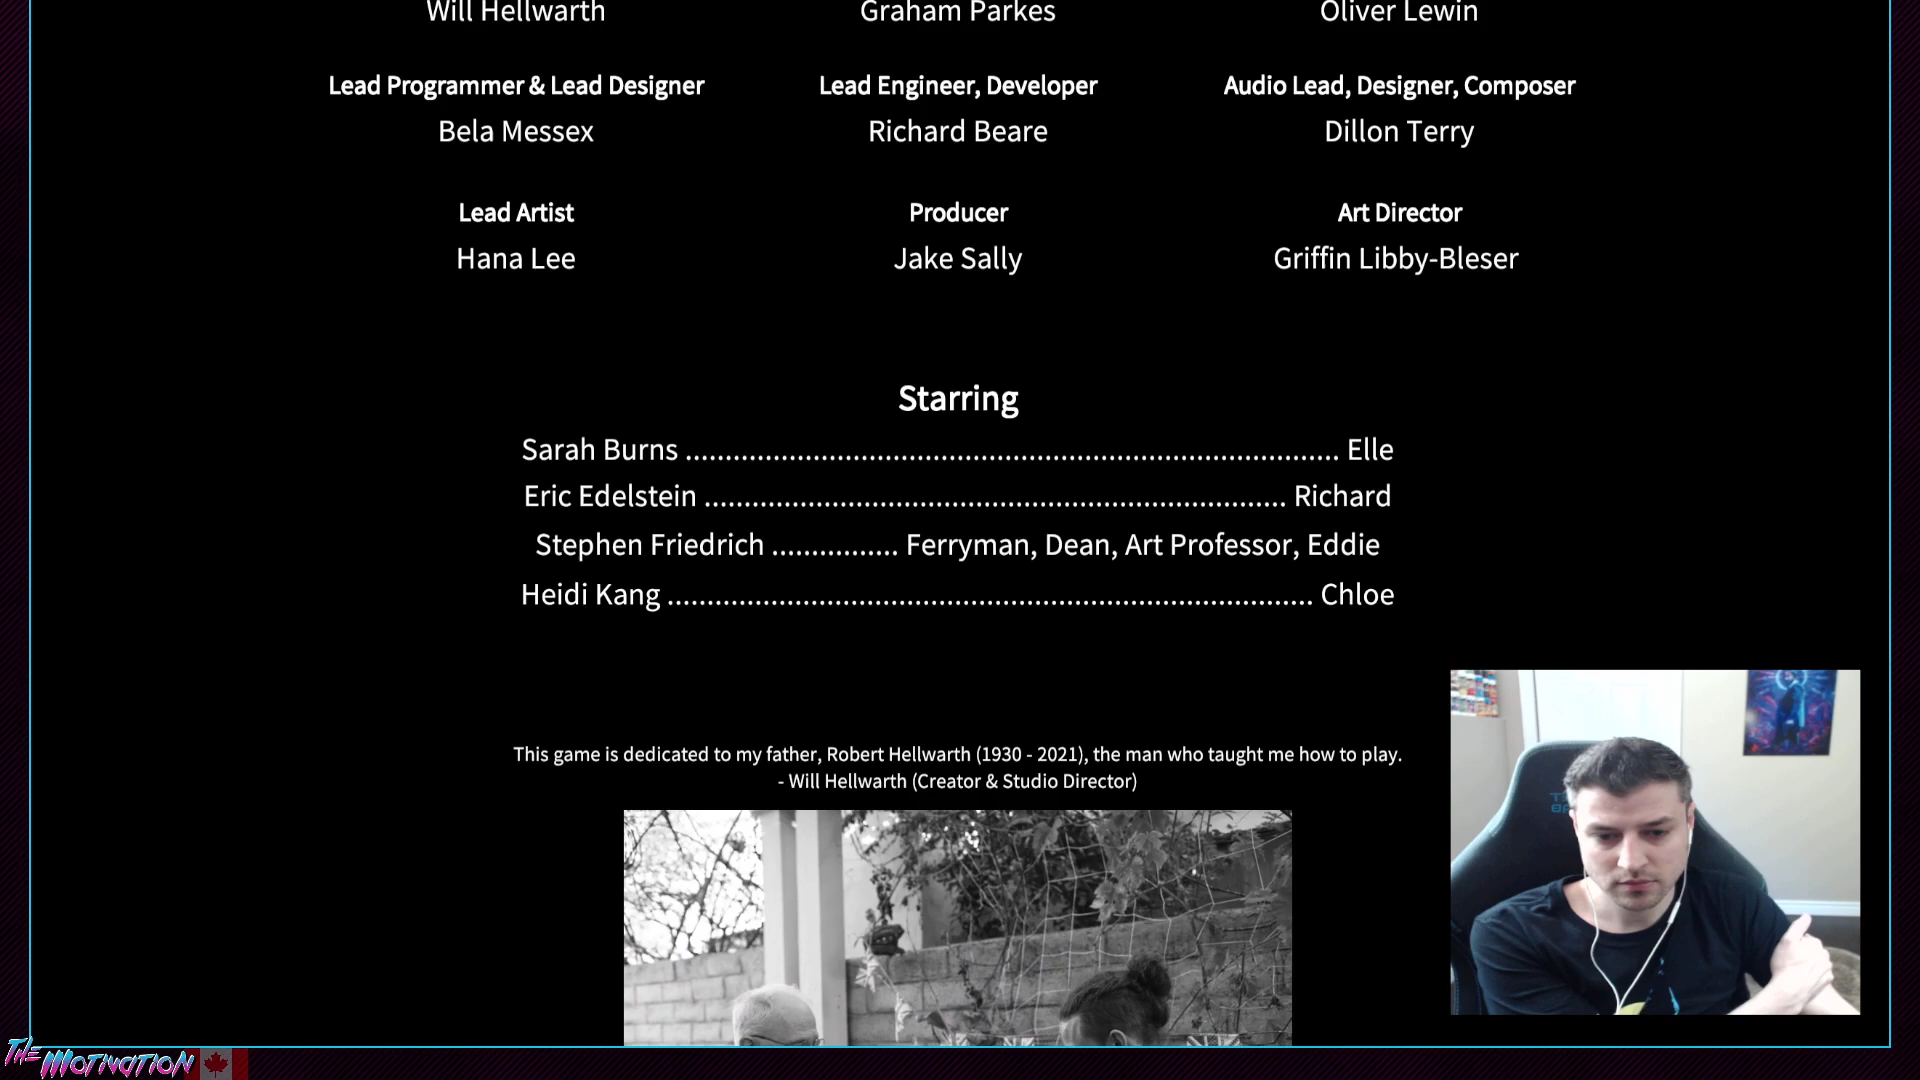 Will Hellwarth
Graham Parkes
Oliver Lewin
Lead Programmer & Lead Designer
Lead Engineer, Developer
Audio Lead, Designer, Composer
Bela Messex
Richard Beare
Dillon Terry
Lead Artist
Producer
Art Director
Hana Lee
Jake Sally
Griffin Libby-Bleser
Starring
Sarah Burns .......................................................................... Elle
Eric Edelstein .................................................................. Richard
Stephen Friedrich ................ Ferryman, Dean, Art Professor, Eddie
Heidi Kang ......................................................................... Chloe
This game is dedicated to my father, Robert Hellwarth (1930 - 2021), the man who taught me how to play.
- Will Hellwarth (Creator & Studio Director)
THE MOTIVATION